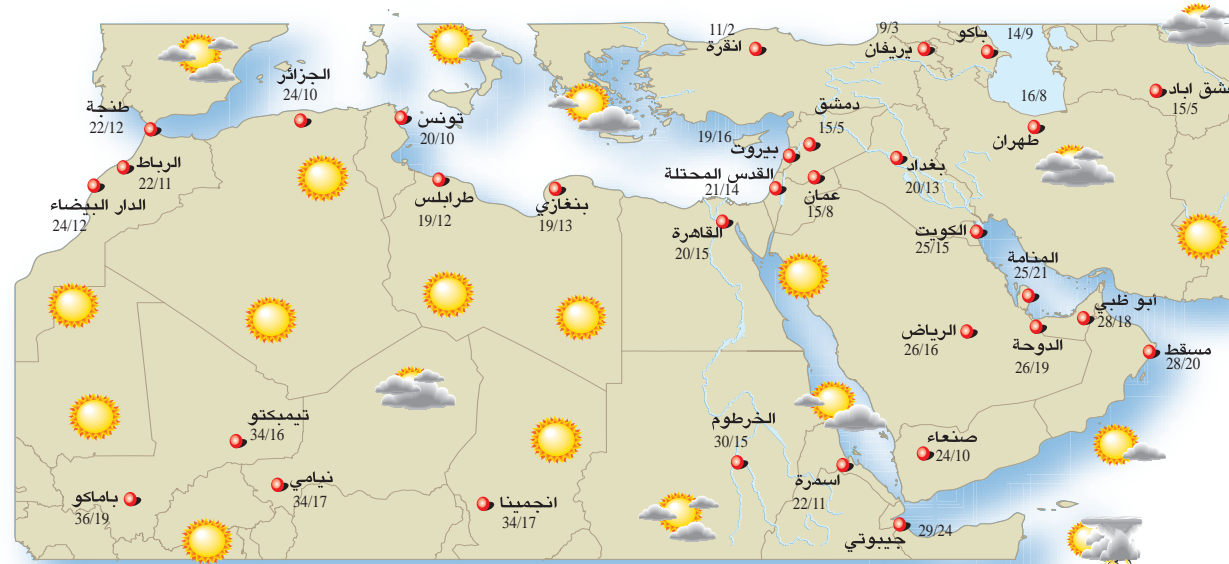 11/2
انقرة
9/3
يريفان
باكو
14/9
16/8
طهران
عشق اباد
15/5
الجزائر
24/10
طنجة
22/12
تونس
20/10
دمشق
15/5
19/16
بيروت
بغداد
20/13
الرباط
22/11
القدس المحتلة
21/14
عمان
15/8
الدار البيضاء
24/12
طرابلس
19/12
بنغازي
19/13
القاهرة
20/15
الكويت
25/15
المنامة
25/21
أبو ظبي
28/18
الرياض
26/16
الدوحة
26/19
مسقط
28/20
تيمبكتو
34/16
الخرطوم
30/15
صنعاء
24/10
اسمرة
22/11
باماكو
36/19
نيامي
34/17
انجمينا
34/17
جيبوتي
29/24